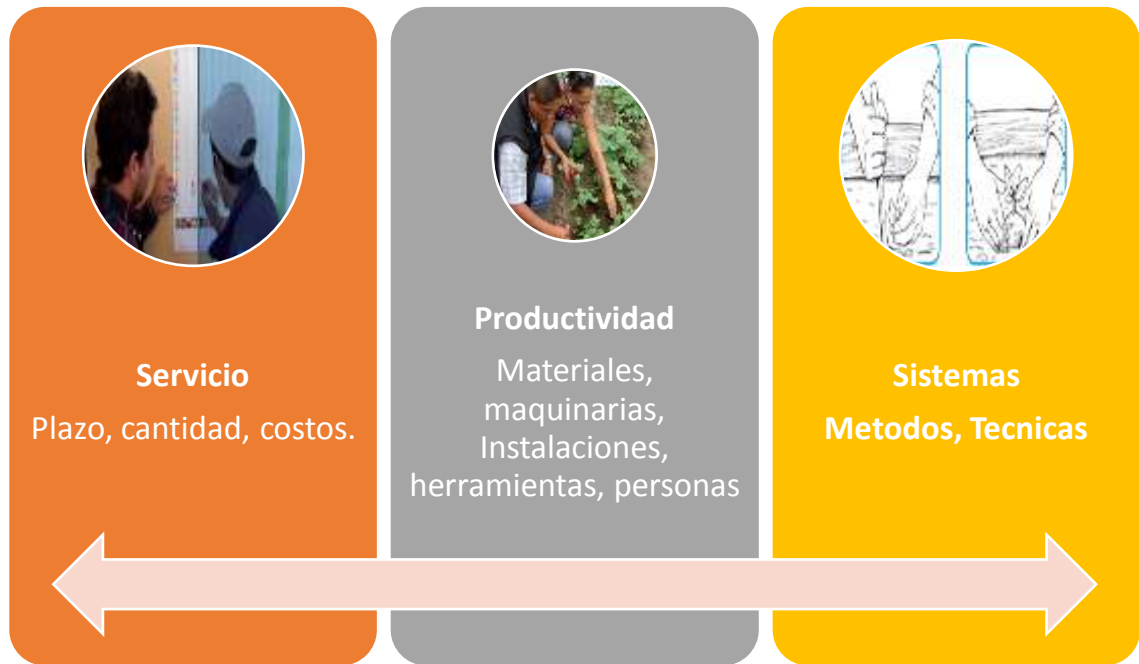 Servicio
Plazo, cantidad, costos.
Productividad
Materiales,
maquinarias,
Instalaciones,
herramientas, personas
Sistemas
Metodos, Tecnicas